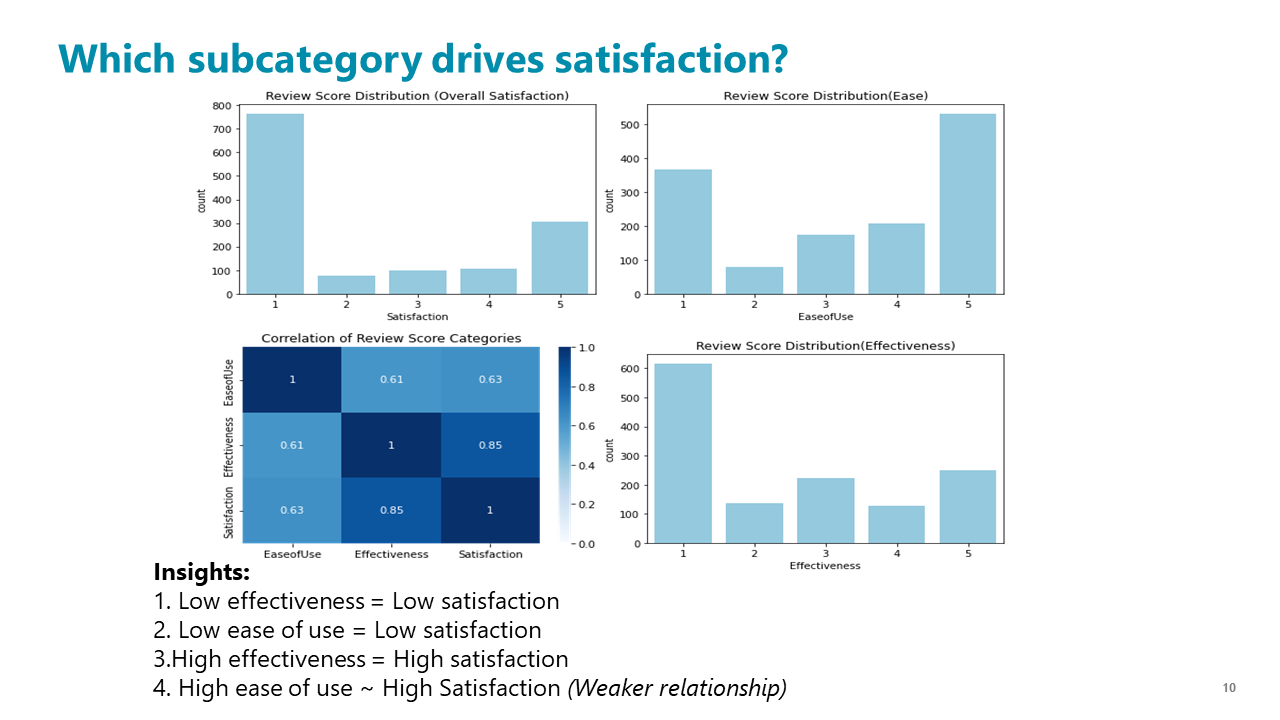 Which subcategory drives satisfaction?
Review Score Distribution (Overall Satisfaction)
800
700
600
500
400
300
200
100
0
count
1 2 3 4 5
Satisfaction
Review Score Distribution(Ease)
500
400
300
200
100
0
count
1 2 3 4 5
EaseofUse
Correlation of Review Score Categories
EaseofUse
Effectiveness
Satisfaction
1 0.61 0.63
0.61 1 0.85
0.63 0.85 1
EaseofUse Effectiveness Satisfaction
1.0
0.8
0.6
0.4
0.2
0.0
Review Score Distribution(Effectiveness)
600
500
400
300
200
100
0
count
1 2 3 4 5
Effectiveness
Insights:
1. Low effectiveness = Low satisfaction
2. Low ease of use = Low satisfaction
3.High effectiveness = High satisfaction
4. High ease of use ~ High Satisfaction (Weaker relationship)
10